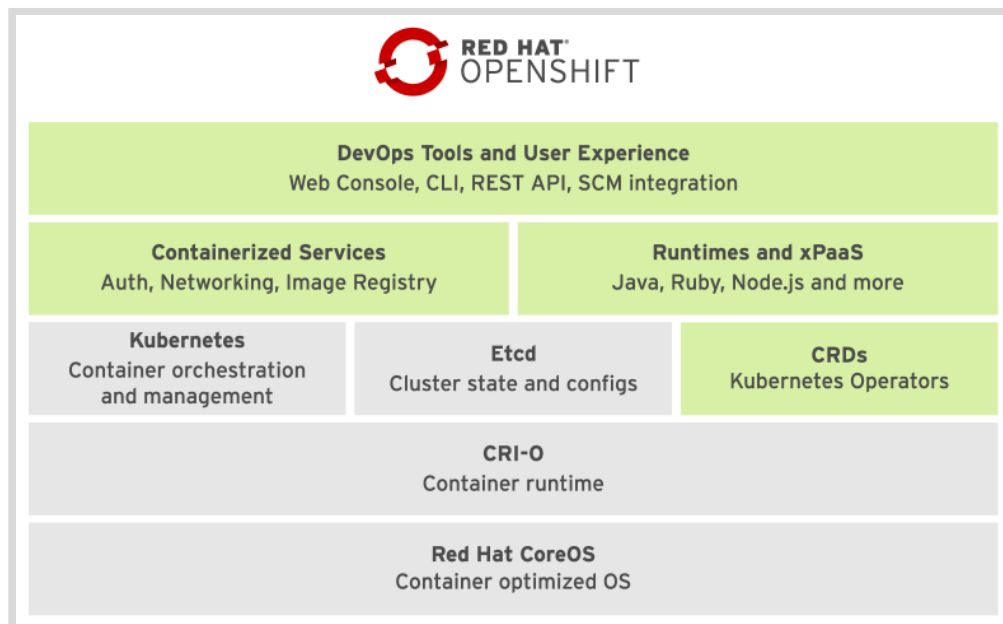 RED HAT®
OPENSHIFT
DevOps Tools and User Experience
Web Console, CLI, REST API, SCM integration
Containerized Services
Auth, Networking, Image Registry
Runtimes and xPaaS
Java, Ruby, Node.js and more
Kubernetes
Container orchestration
and management
Etcd
Cluster state and configs
CRDs
Kubernetes Operators
CRI-O
Container runtime
Red Hat CoreOS
Container optimized OS